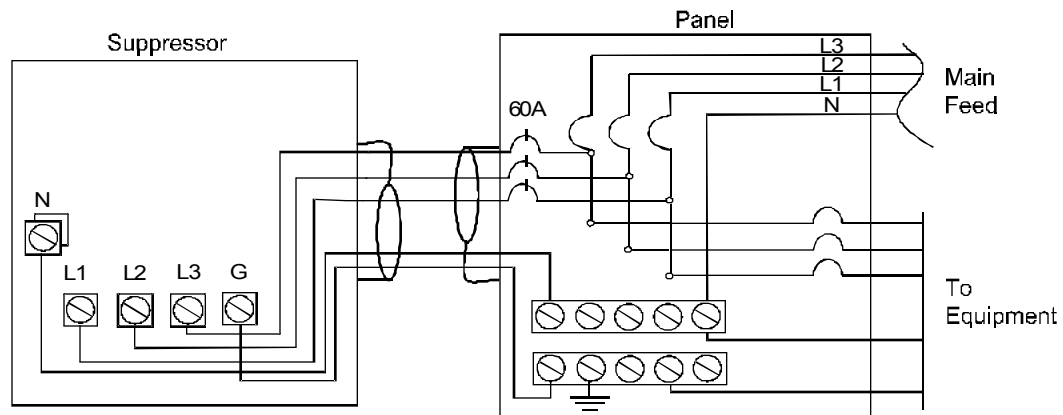 Panel
Suppressor
L3
L2
L1
N
Main
Feed
60A
N
L1 L2 L3 G
To
Equipment